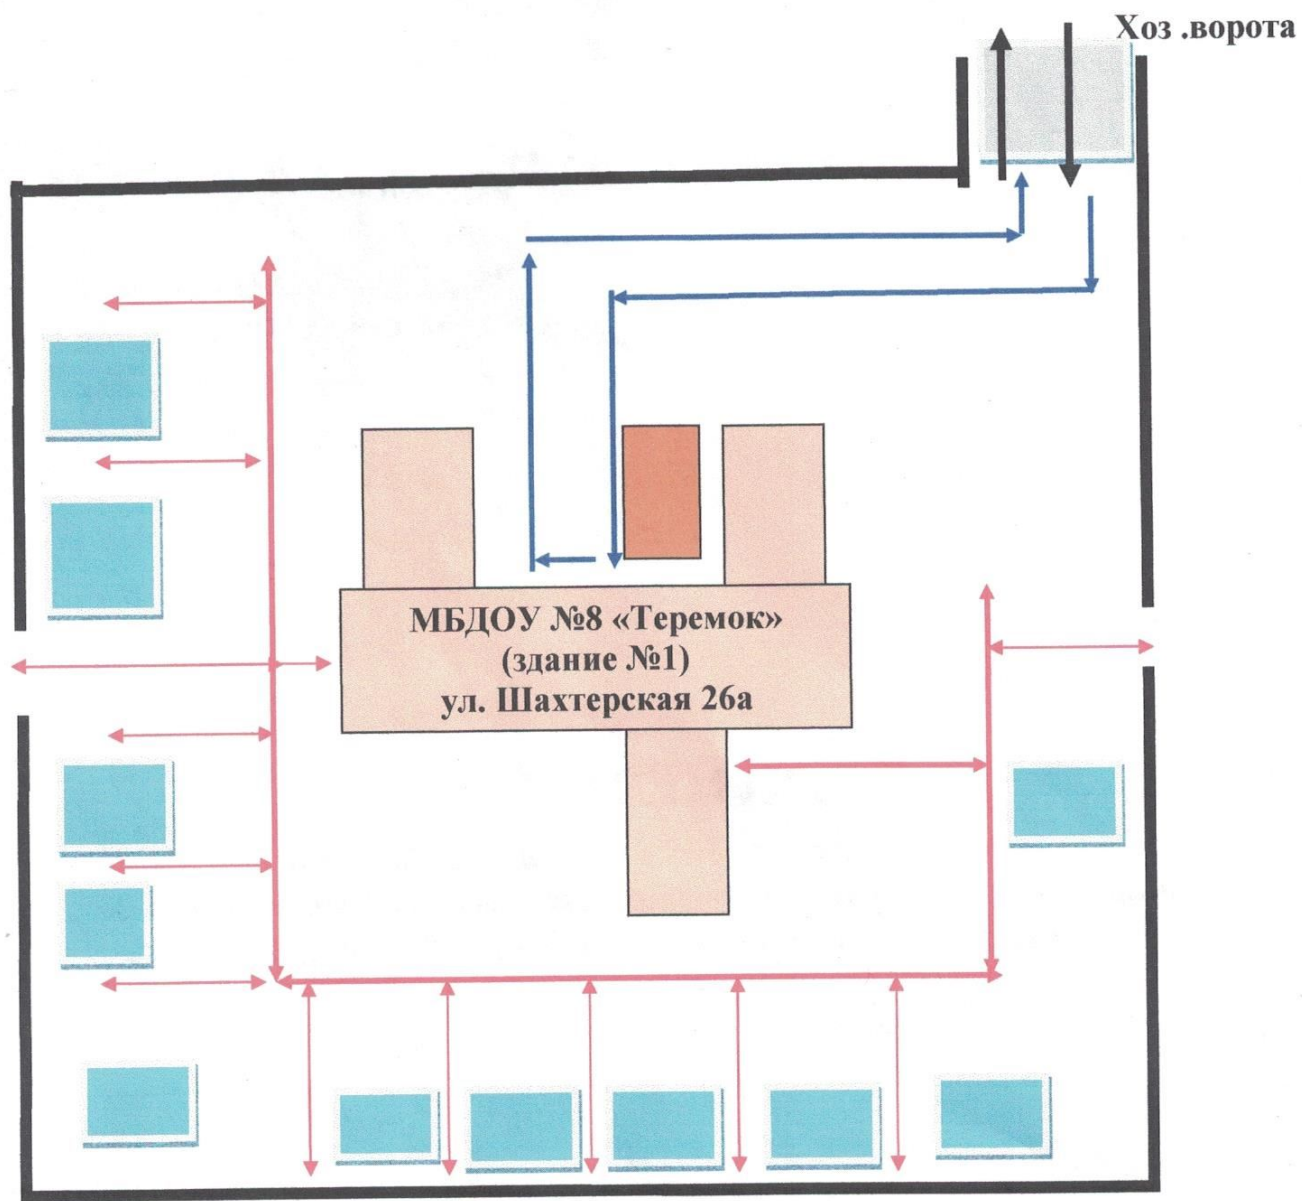 Хоз .ворота
МБДОУ №8 «Теремок»
(здание №1)
ул. Шахтерская 26а